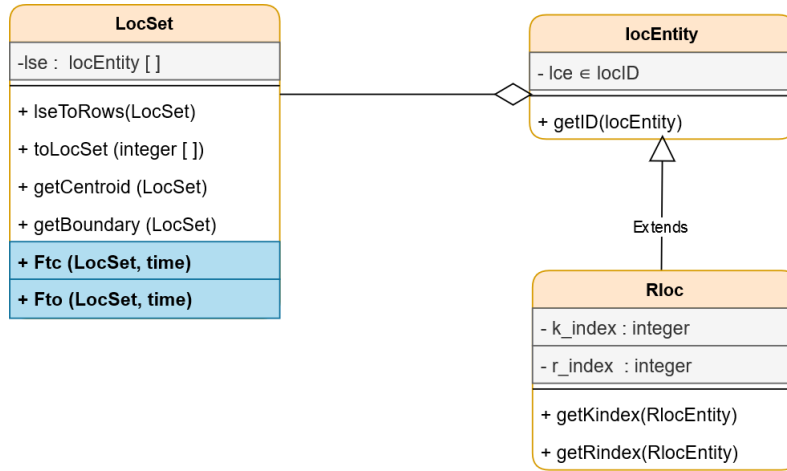 LocSet
-lse : locEntity [ ]
+ lseToRows(LocSet)
+ toLocSet (integer [ ])
+ getCentroid (LocSet)
+ getBoundary (LocSet)
+ Ftc (LocSet, time)
+ Fto (LocSet, time)
locEntity
- lce ∈ locID
+ getID(locEntity)
Extends
Rloc
- k_index : integer
- r_index : integer
+ getKindex(RlocEntity)
+ getRindex(RlocEntity)